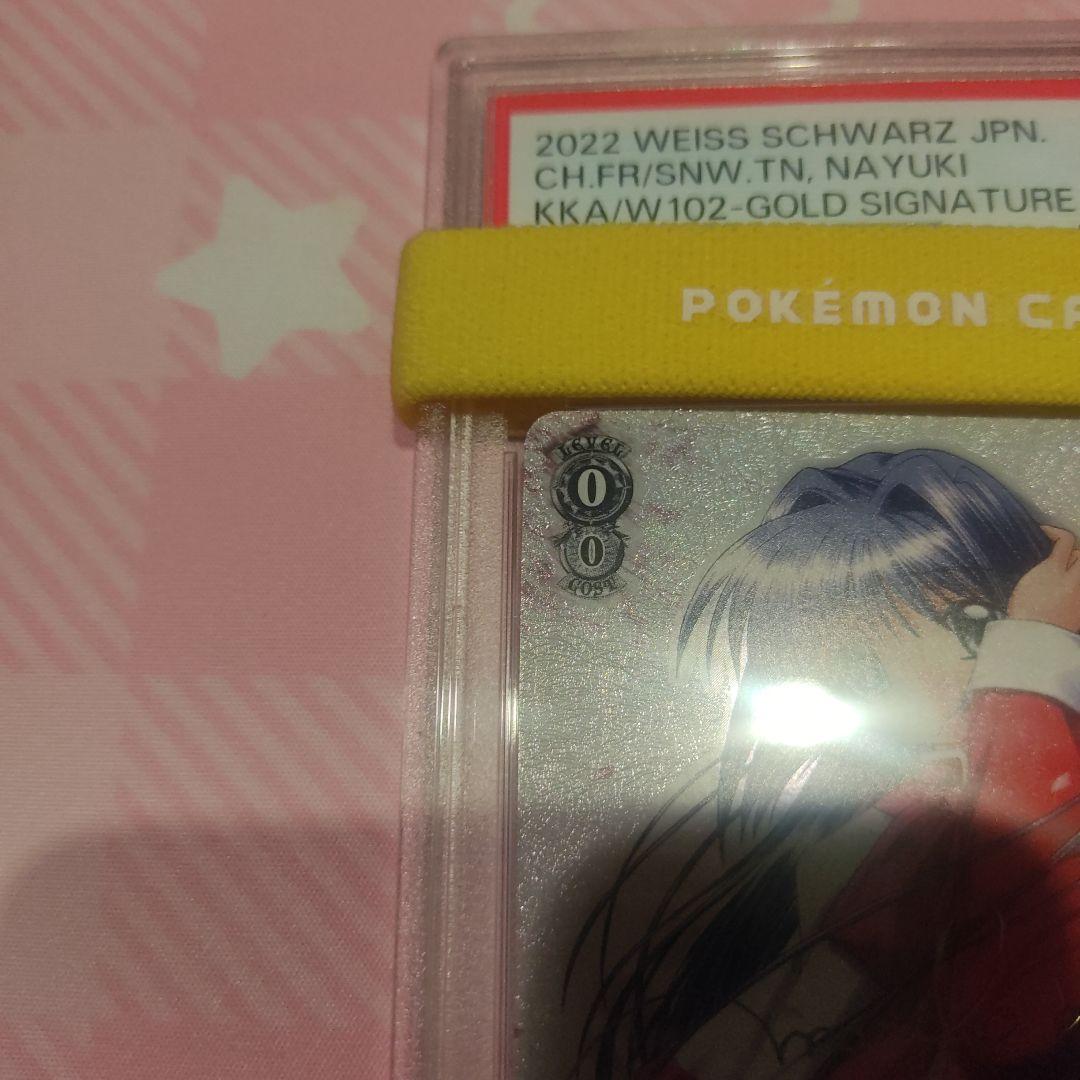 2022 WEISS SCHWARZ JPN.
CH.FR/SNW.TN, NAYUKI
KKA/W102-GOLD SIGNATURE
POKÉMON CA
LEVEL
0
0
COST